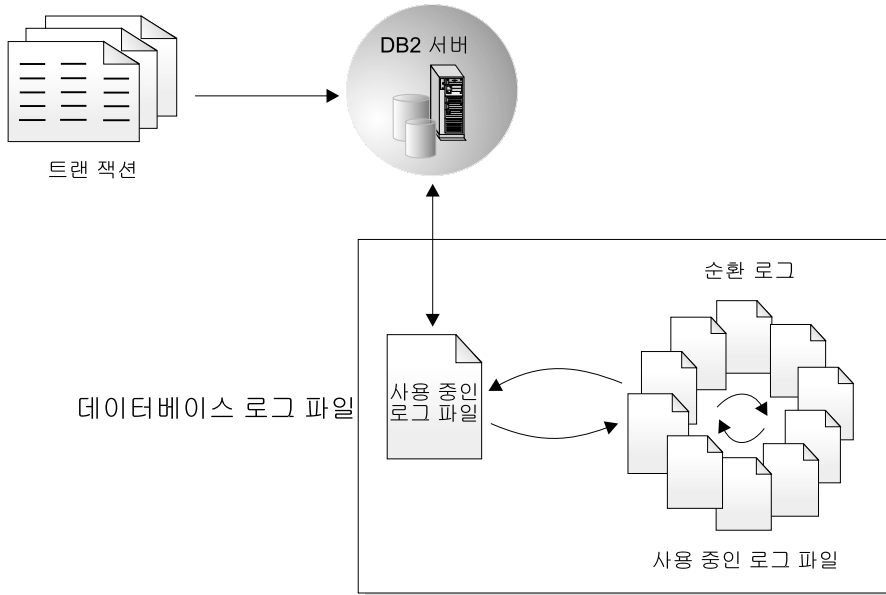 DB2 서버
트랜 잭션
순환 로그
사용 중인
로그 파일
데이터베이스 로그 파일
사용 중인 로그 파일